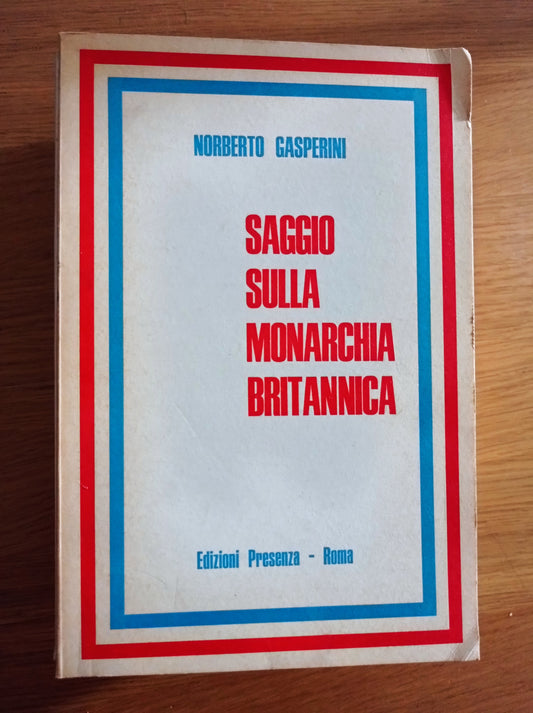 NORBERTO GASPERINI
SAGGIO
SULLA
MONARCHIA
BRITANNICA
Edizioni Presenza - Roma